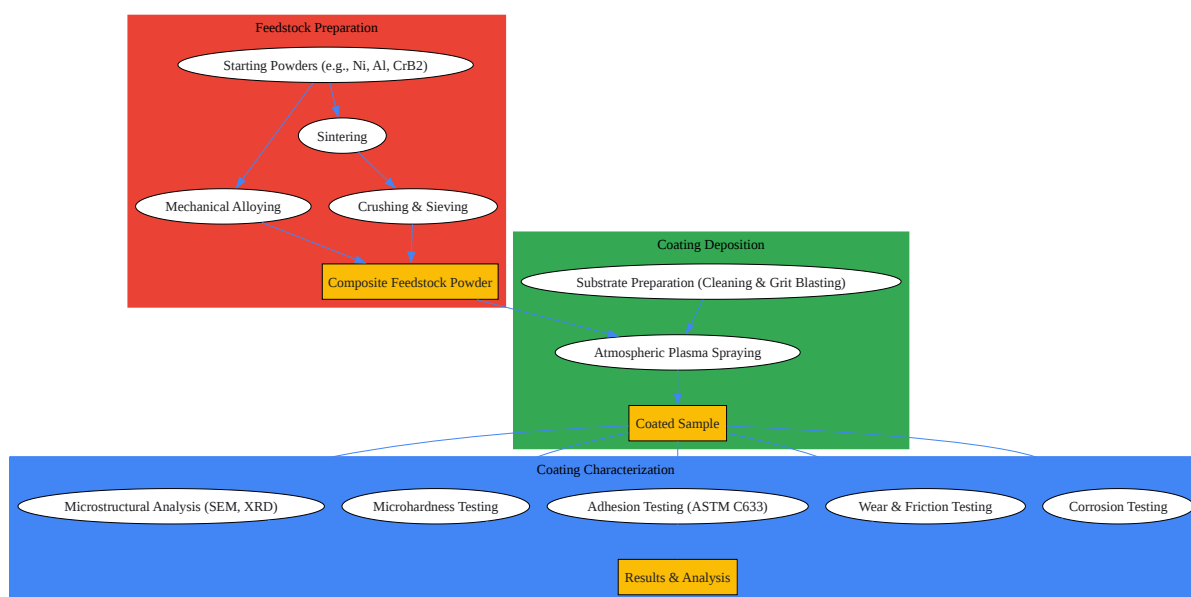 Feedstock Preparation
Starting Powders (e.g., Ni, Al, CrB2)
Sintering
Mechanical Alloying
Crushing & Sieving
Composite Feedstock Powder
Coating Deposition
Substrate Preparation (Cleaning & Grit Blasting)
Atmospheric Plasma Spraying
Coated Sample
Coating Characterization
Microstructural Analysis (SEM, XRD)
Microhardness Testing
Adhesion Testing (ASTM C633)
Wear & Friction Testing
Corrosion Testing
Results & Analysis